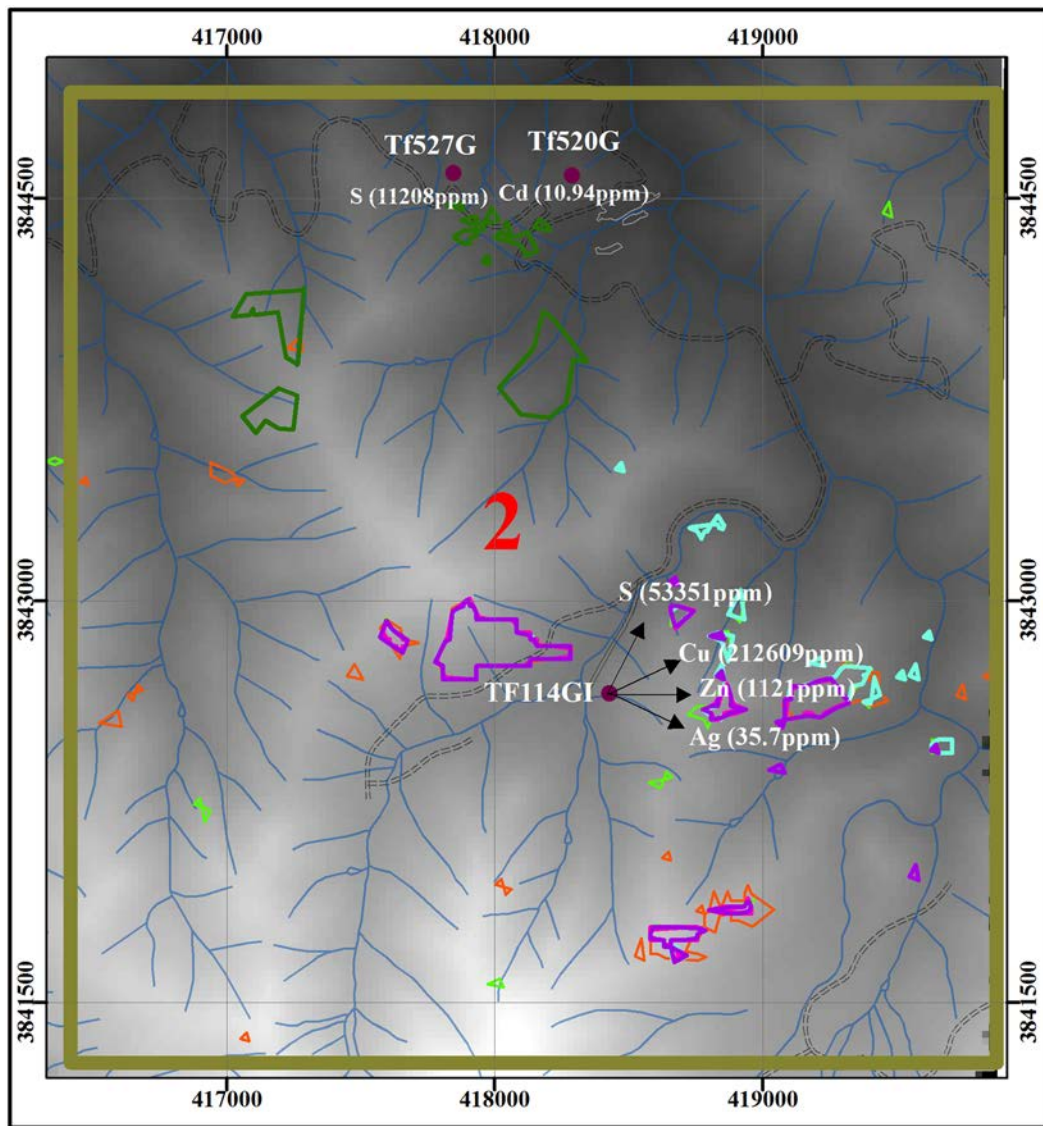 417000 418000 419000
Tf527G Tf520G
3844500 3844500
S (11208ppm) Cd (10.94ppm)
2
3843000 3843000
S (53351ppm)
Cu (212609ppm)
TF114GI Zn (1121ppm)
Ag (35.7ppm)
3841500 3841500
417000 418000 419000